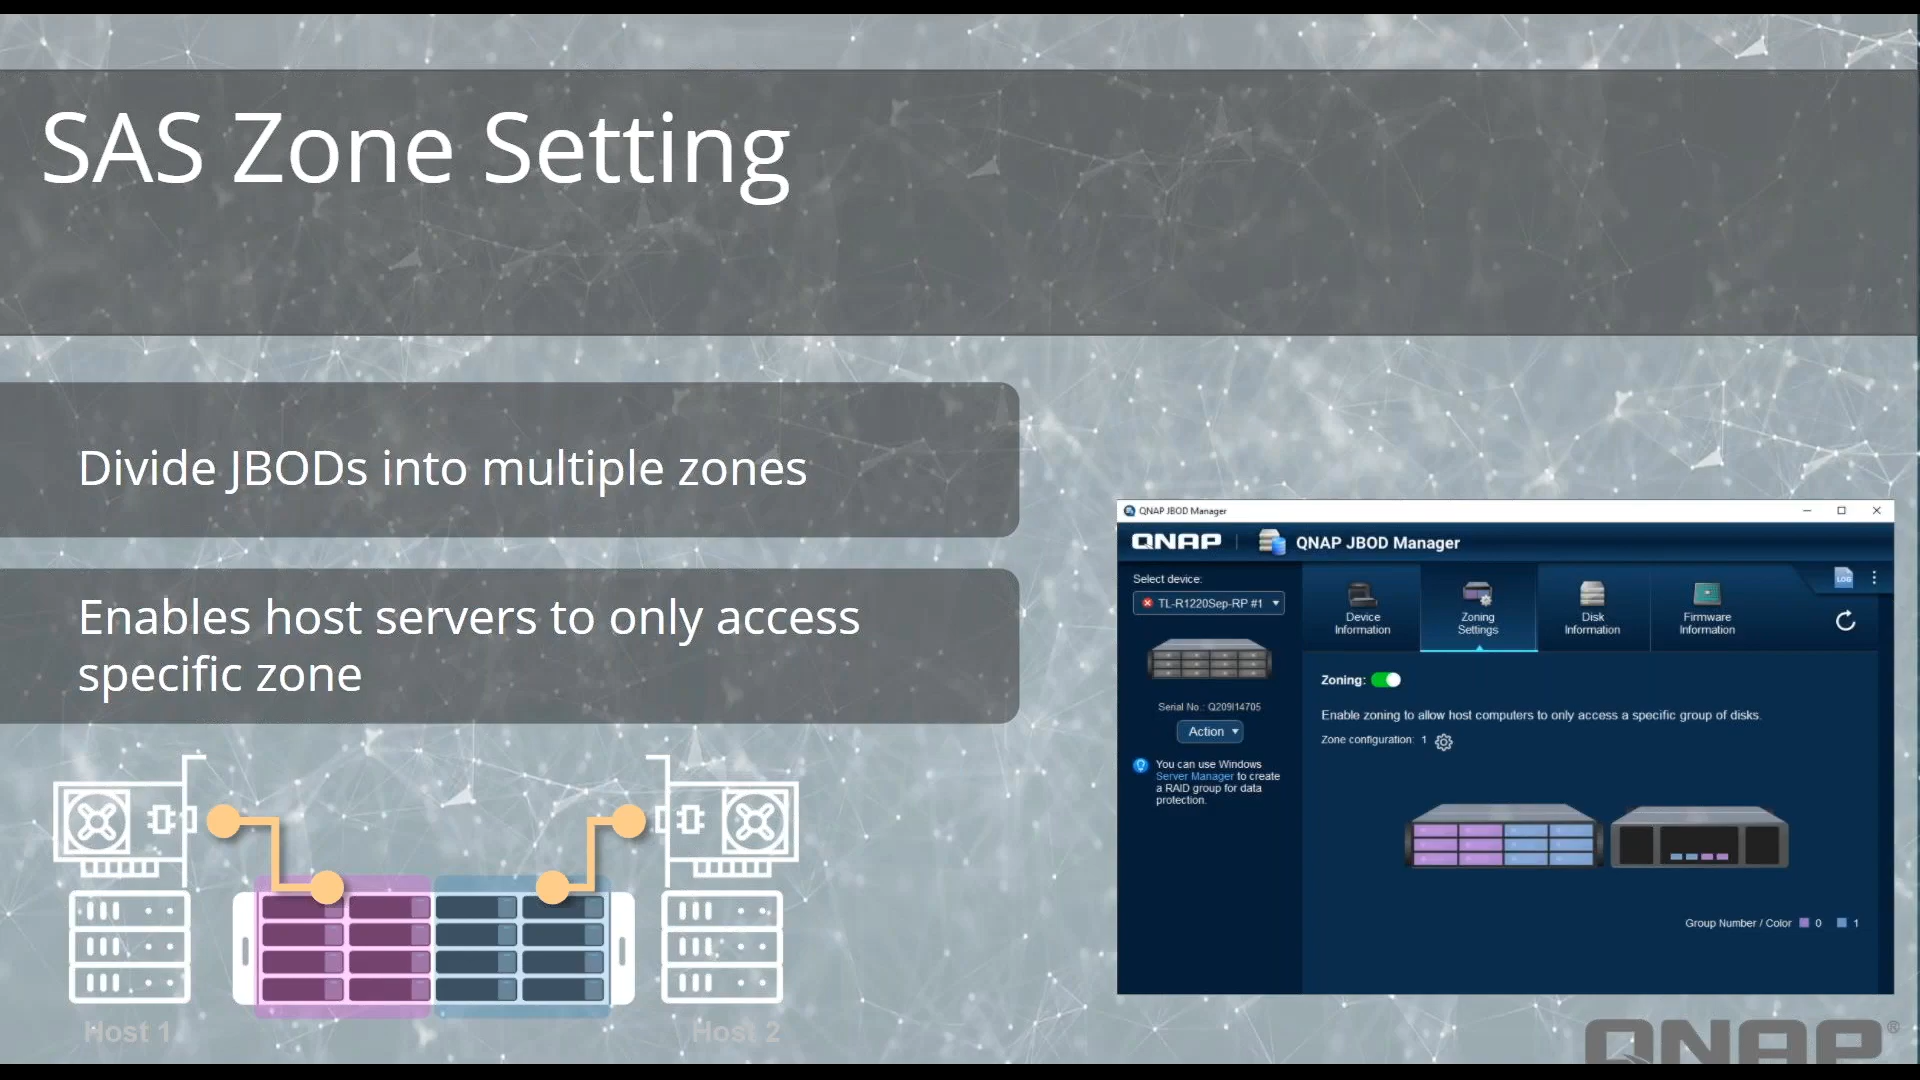 SAS Zone Setting
Divide JBODs into multiple zones
Enables host servers to only access
specific zone
Host 1
Host 2
QNAP JBOD Manager
QNAP
QNAP JBOD Manager
Select device:
TL-R1220Sep-RP #1
Serial No.: Q209I14705
Action
You can use Windows
Server Manager to create
a RAID group for data
protection.
Device
Information
Zoning
Settings
Disk
Information
Firmware
Information
LOG
Zoning:
Enable zoning to allow host computers to only access a specific group of disks.
Zone configuration: 1
Group Number / Color 0 1
QNAP®